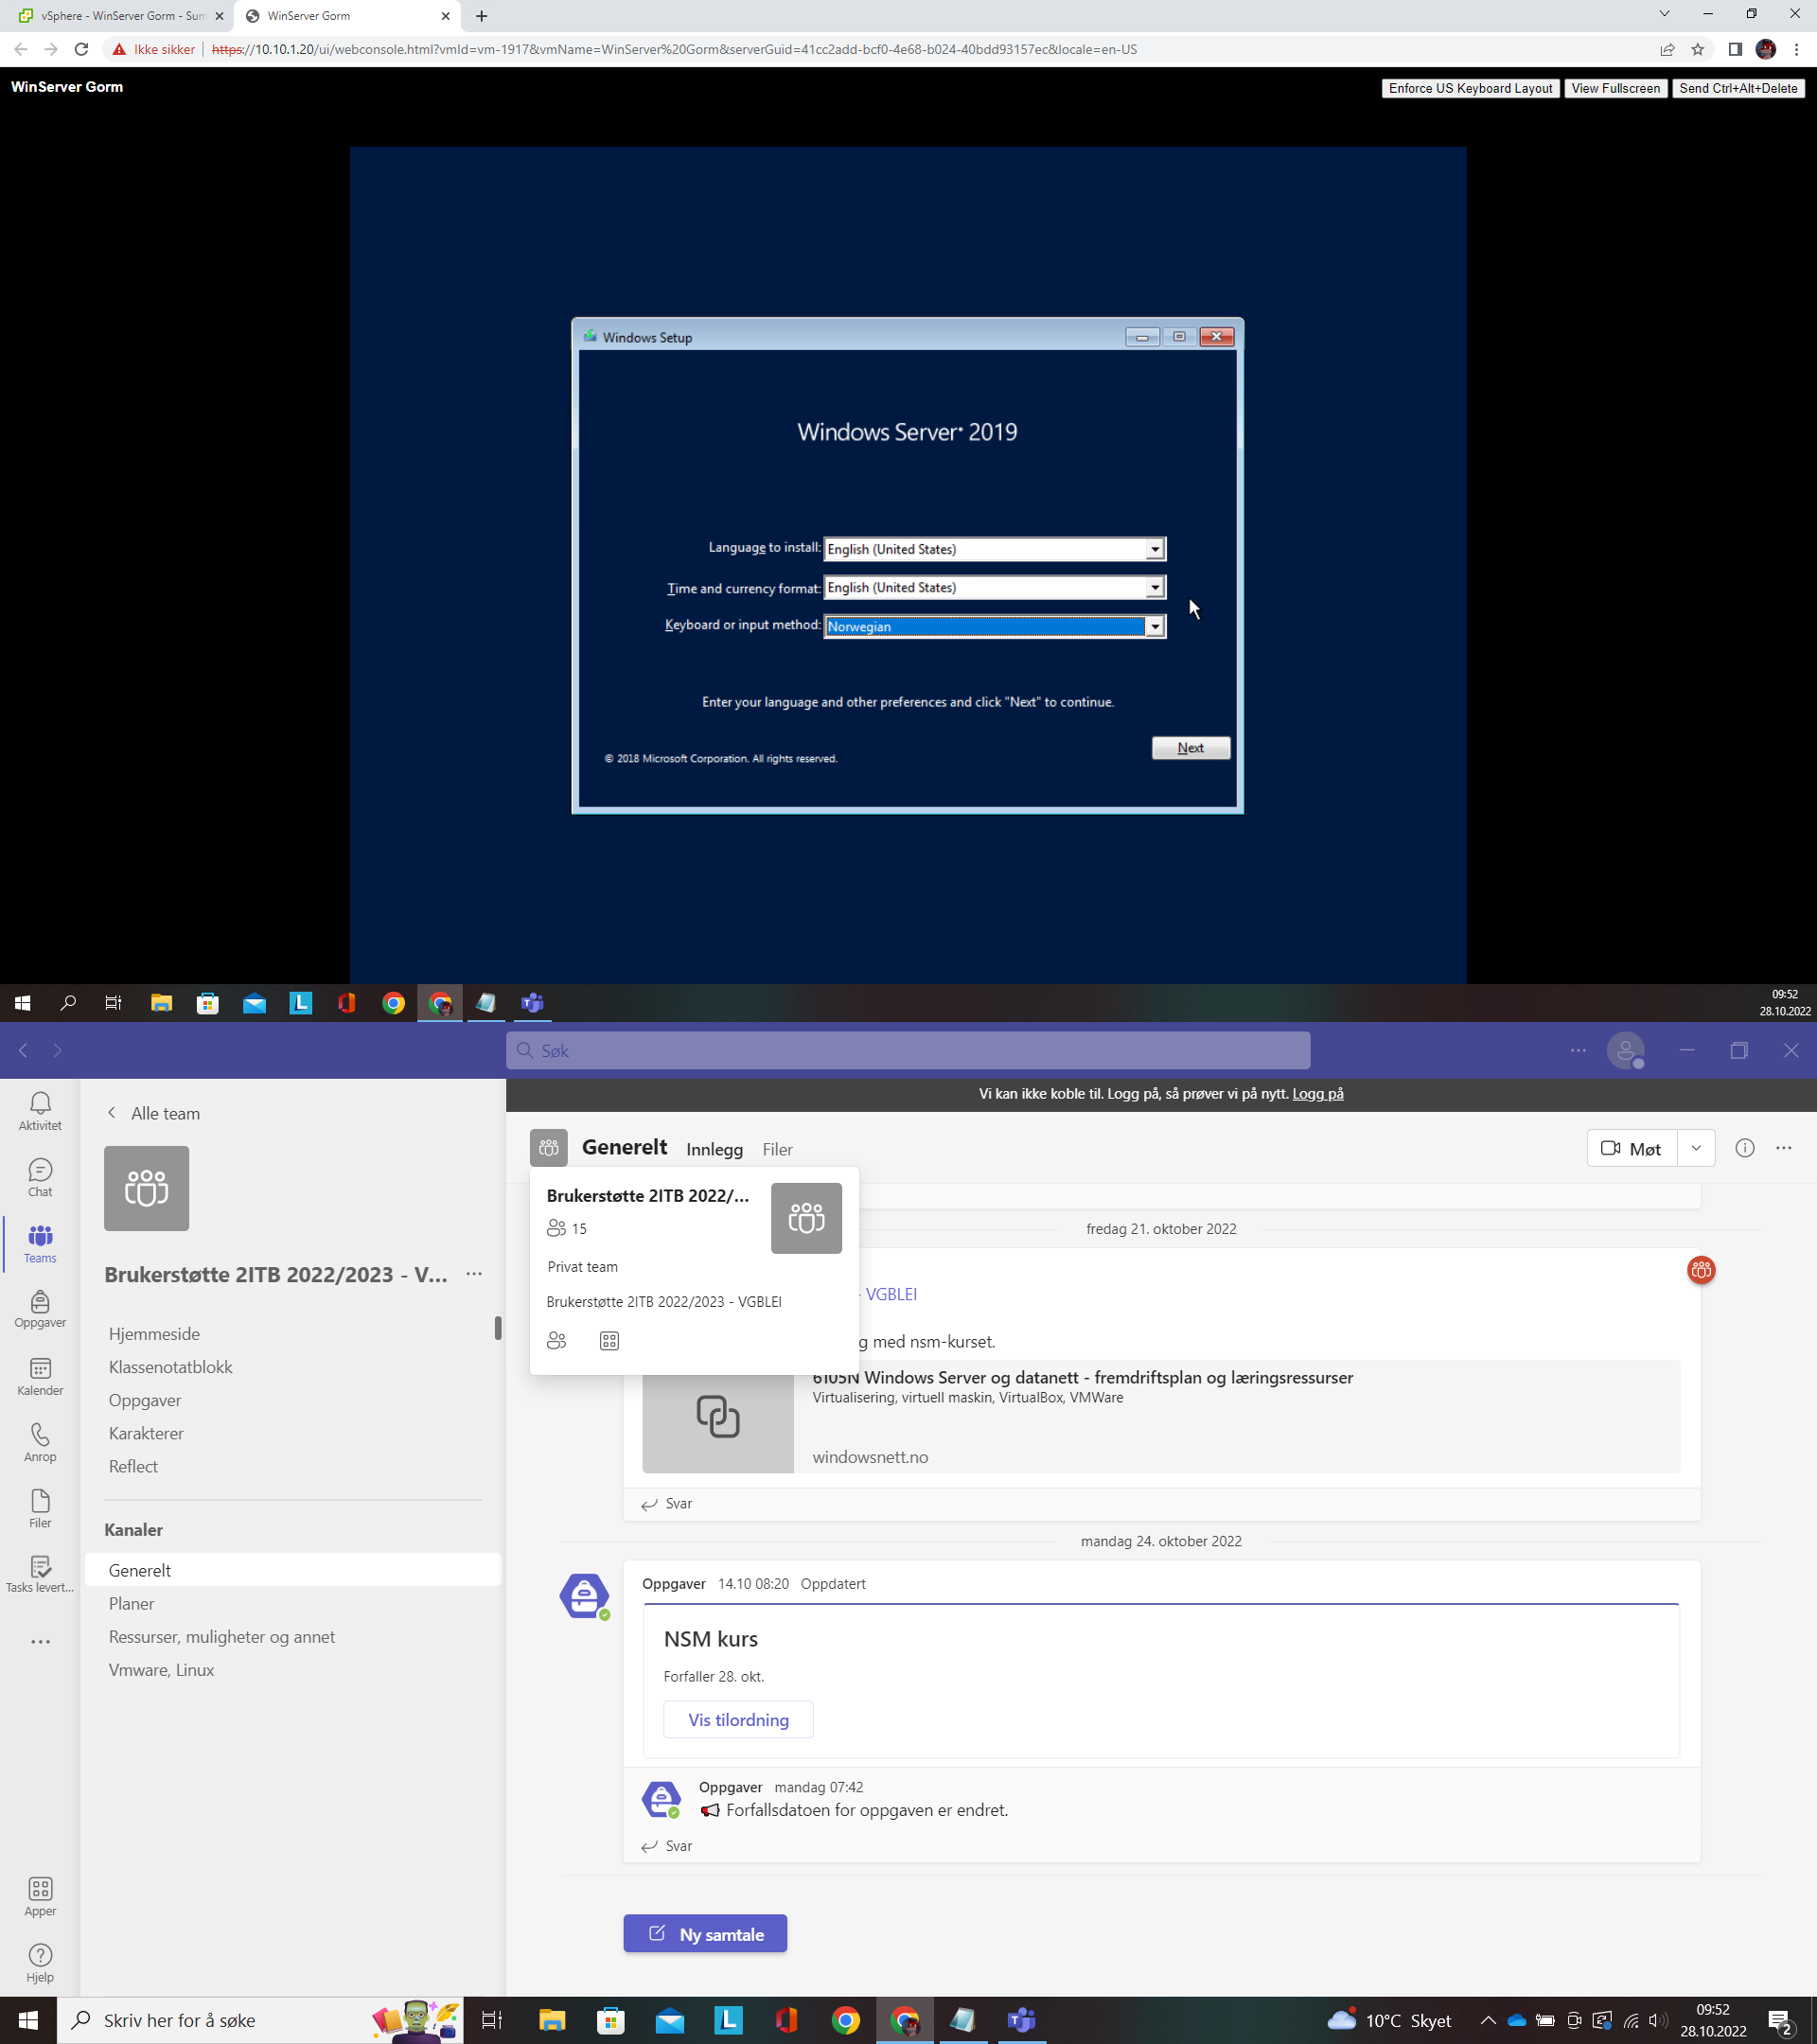 vSphere - WinServer Gorm - Sum
WinServer Gorm
Ikke sikker
https://10.10.1.20/ui/webconsole.html?vmId=vm-1917&vmName=WinServer%20Gorm&serverGuid=41cc2add-bcf0-4e68-b024-40bdd93157ec&locale=en-US
WinServer Gorm
Enforce US Keyboard Layout
View Fullscreen
Send Ctrl+Alt+Delete
Windows Setup
Windows Server 2019
Language to install: English (United States)
Time and currency format: English (United States)
Keyboard or input method: Norwegian
Enter your language and other preferences and click "Next" to continue.
Next
© 2018 Microsoft Corporation. All rights reserved.
09:52
28.10.2022
Søk
Vi kan ikke koble til. Logg på, så prøver vi på nytt. Logg på
Aktivitet
Chat
Teams
Oppgaver
Kalender
Anrop
Filer
Tasks levert...
Apper
Hjelp
Alle team
Brukerstøtte 2ITB 2022/2023 - V...
Hjemmeside
Klassenotatblokk
Oppgaver
Karakterer
Reflect
Kanaler
Generelt
Planer
Ressurser, muligheter og annet
Vmware, Linux
Generelt
Innlegg
Filer
Møt
Brukerstøtte 2ITB 2022/...
15
Privat team
Brukerstøtte 2ITB 2022/2023 - VGBLEI
fredag 21. oktober 2022
- VGBLEI
g med nsm-kurset.
6105N Windows Server og datanett - fremdriftsplan og læringsressurser
Virtualisering, virtuell maskin, VirtualBox, VMWare
windowsnett.no
Svar
mandag 24. oktober 2022
Oppgaver 14.10 08:20 Oppdatert
NSM kurs
Forfaller 28. okt.
Vis tilordning
Oppgaver mandag 07:42
Forfallsdatoen for oppgaven er endret.
Svar
Ny samtale
Skriv her for å søke
10°C Skyet
09:52
28.10.2022
2